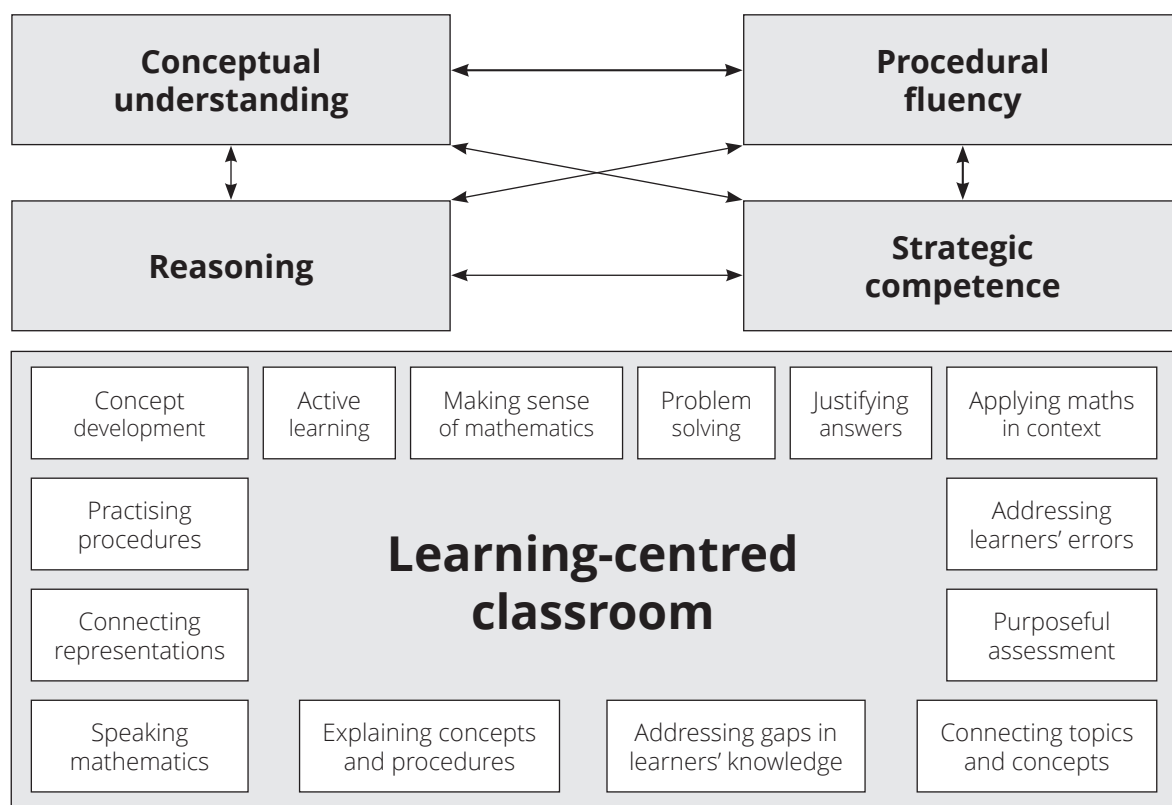 Conceptual
understanding
Procedural
fluency
Reasoning
Strategic
competence
Concept
development
Active
learning
Making sense
of mathematics
Problem
solving
Justifying
answers
Applying maths
in context
Practising
procedures
Addressing
learners’ errors
Learning-centred
classroom
Connecting
representations
Purposeful
assessment
Speaking
mathematics
Explaining concepts
and procedures
Addressing gaps in
learners’ knowledge
Connecting topics
and concepts